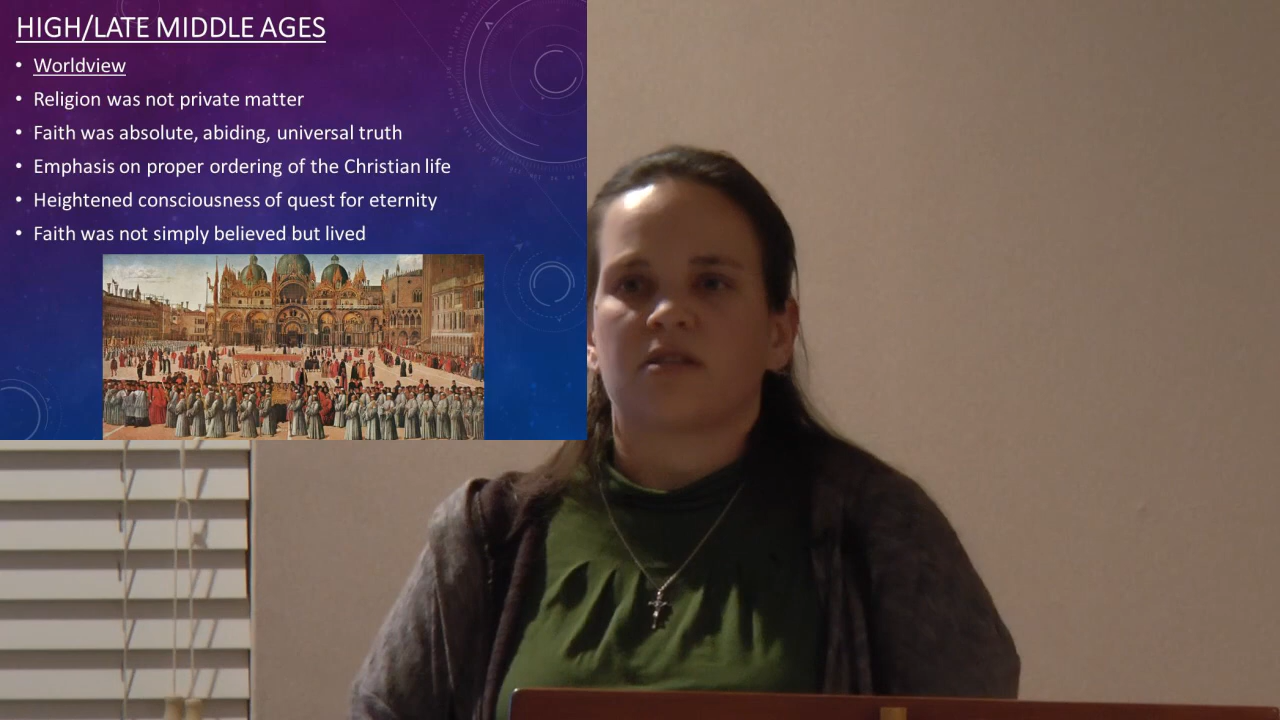 HIGH/LATE MIDDLE AGES
• Worldview
• Religion was not private matter
• Faith was absolute, abiding, universal truth
• Emphasis on proper ordering of the Christian life
• Heightened consciousness of quest for eternity
• Faith was not simply believed but lived